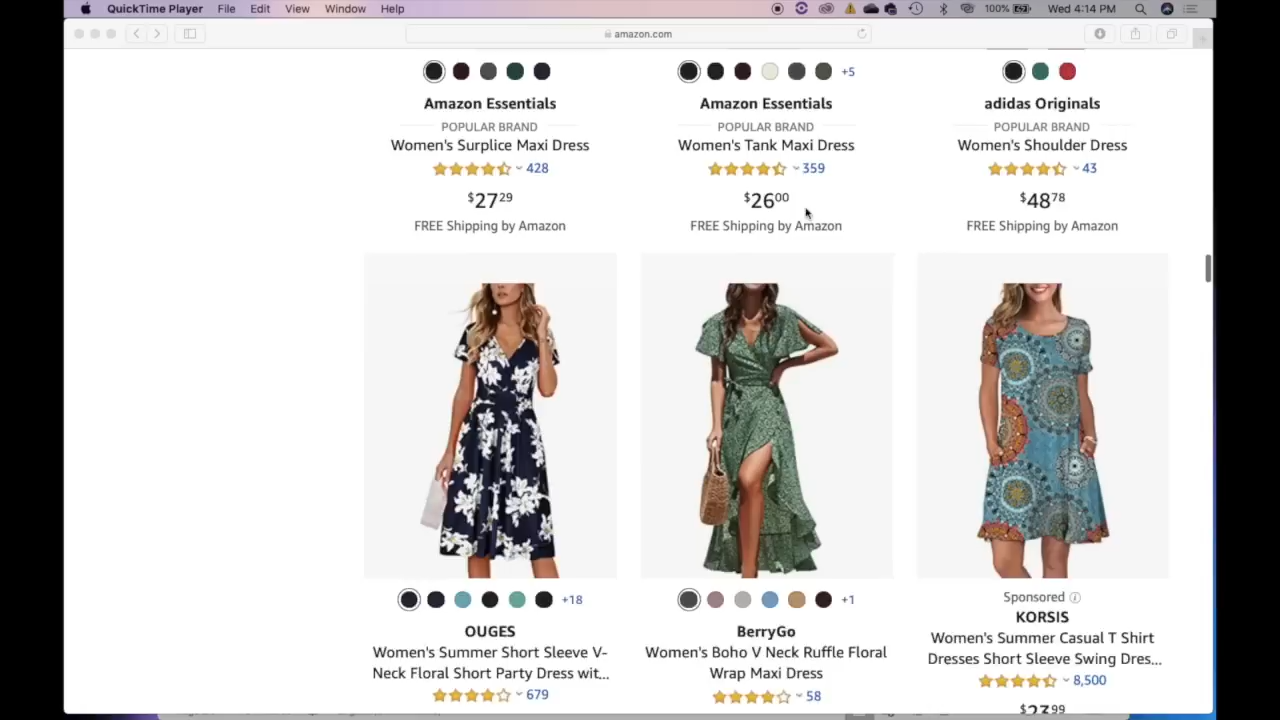 QuickTime Player File Edit View Window Help 100% Wed 4:14 PM
amazon.com
+5
Amazon Essentials
POPULAR BRAND
Women's Surplice Maxi Dress
428
$27 29
FREE Shipping by Amazon
Amazon Essentials
POPULAR BRAND
Women's Tank Maxi Dress
359
$26 00
FREE Shipping by Amazon
adidas Originals
POPULAR BRAND
Women's Shoulder Dress
43
$48 78
FREE Shipping by Amazon
+18
OUGES
Women's Summer Short Sleeve V-
Neck Floral Short Party Dress wit...
679
+1
BerryGo
Women's Boho V Neck Ruffle Floral
Wrap Maxi Dress
58
Sponsored
KORSIS
Women's Summer Casual T Shirt
Dresses Short Sleeve Swing Dres...
8,500
$23 99